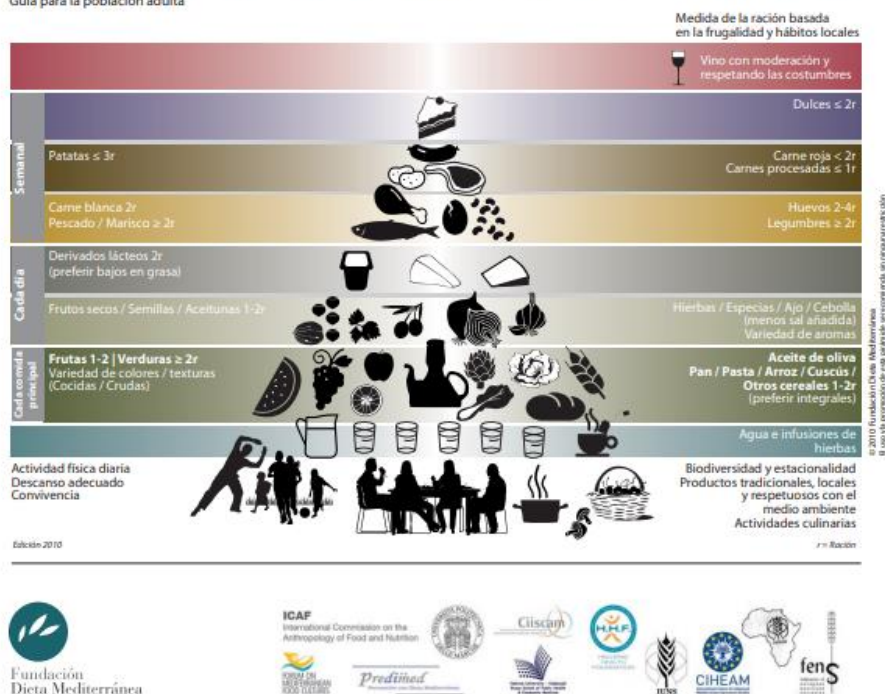 Guía para la población adulta
Medida de la ración basada
en la frugalidad y hábitos locales
Vino con moderación y
respetando las costumbres
Semanal
Dulces ≤ 2r
Patatas ≤ 3r
Carne roja < 2r
Carnes procesadas ≤ 1r
Carne blanca 2r
Pescado / Marisco ≥ 2r
Huevos 2-4r
Legumbres ≥ 2r
Cada día
Derivados lácteos 2r
(preferir bajos en grasa)
Frutos secos / Semillas / Aceitunas 1-2r
Hierbas / Especias / Ajo / Cebolla
(menos sal añadida)
Variedad de aromas
Cada comida
principal
Frutas 1-2 | Verduras ≥ 2r
Variedad de colores / texturas
(Cocidas / Crudas)
Aceite de oliva
Pan / Pasta / Arroz / Cuscús /
Otros cereales 1-2r
(preferir integrales)
Agua e infusiones de
hierbas
Actividad física diaria
Descanso adecuado
Convivencia
Biodiversidad y estacionalidad
Productos tradicionales, locales
y respetuosos con el
medio ambiente
Actividades culinarias
Edición 2010
r = Ración
© 2010 Fundación Dieta Mediterránea
Fundación
Dieta Mediterránea
ICAF
International Commission on the
Anthropology of Food and Nutrition
FORUM ON
MEDITERRANEAN
FOOD CULTURES
Predimed
Ciiscam
H.H.F.
IUNS
CIHEAM
fens